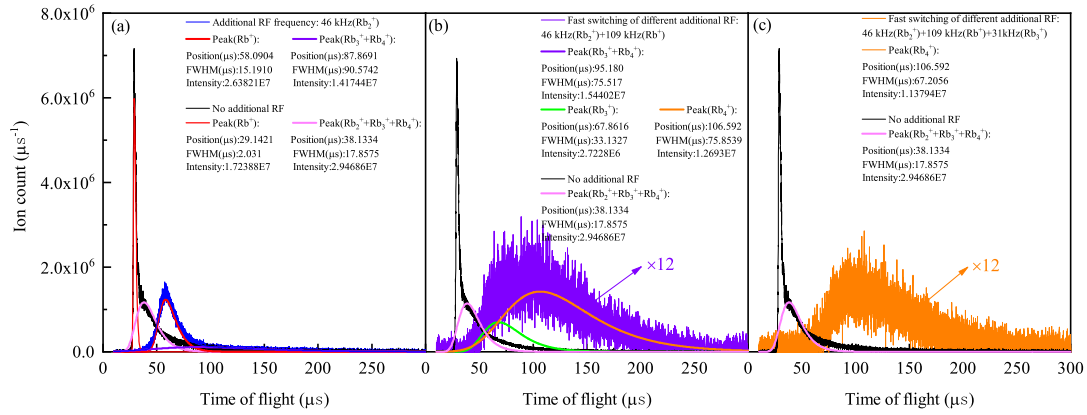 (a)
Additional RF frequency: 46 kHz(Rb₂⁺)
Peak(Rb⁺): Peak(Rb₃⁺+Rb₄⁺):
Position(μs):58.0904 Position(μs):87.8691
FWHM(μs):15.1910 FWHM(μs):90.5742
Intensity:2.63821E7 Intensity:1.41744E7
No additional RF
Peak(Rb⁺): Peak(Rb₂⁺+Rb₃⁺+Rb₄⁺):
Position(μs):29.1421 Position(μs):38.1334
FWHM(μs):2.031 FWHM(μs):17.8575
Intensity:1.72388E7 Intensity:2.94686E7
(b)
Fast switching of different additional RF:
46 kHz(Rb₂⁺)+109 kHz(Rb⁺)
Peak(Rb₃⁺+Rb₄⁺):
Position(μs):
95.180
FWHM(μs):
75.517
Intensity:
1.54402E7
Peak(Rb₃⁺): Peak(Rb₄⁺):
Position(μs): Position(μs):
67.8616 106.592
FWHM(μs): FWHM(μs):
33.1327 75.8539
Intensity: Intensity:
2.7228E6 1.2693E7
No additional RF
Peak(Rb₂⁺+Rb₃⁺+Rb₄⁺):
Position(μs):
38.1334
FWHM(μs):
17.8575
Intensity:2.94686E7
×12
(c)
Fast switching of different additional RF:
46 kHz(Rb₂⁺)+109 kHz(Rb⁺)+31kHz(Rb₃⁺)
Peak(Rb₄⁺):
Position(μs):
106.592
FWHM(μs):
67.2056
Intensity:
1.13794E7
No additional RF
Peak(Rb₂⁺+Rb₃⁺+Rb₄⁺):
Position(μs):
38.1334
FWHM(μs):
17.8575
Intensity:
2.94686E7
×12
Ion count (μs⁻¹)
8.0x10⁶
6.0x10⁶
4.0x10⁶
2.0x10⁶
0.0
0 50 100 150 200 250
0 50 100 150 200 250
0 50 100 150 200 250 300
Time of flight (μs)
Time of flight (μs)
Time of flight (μs)